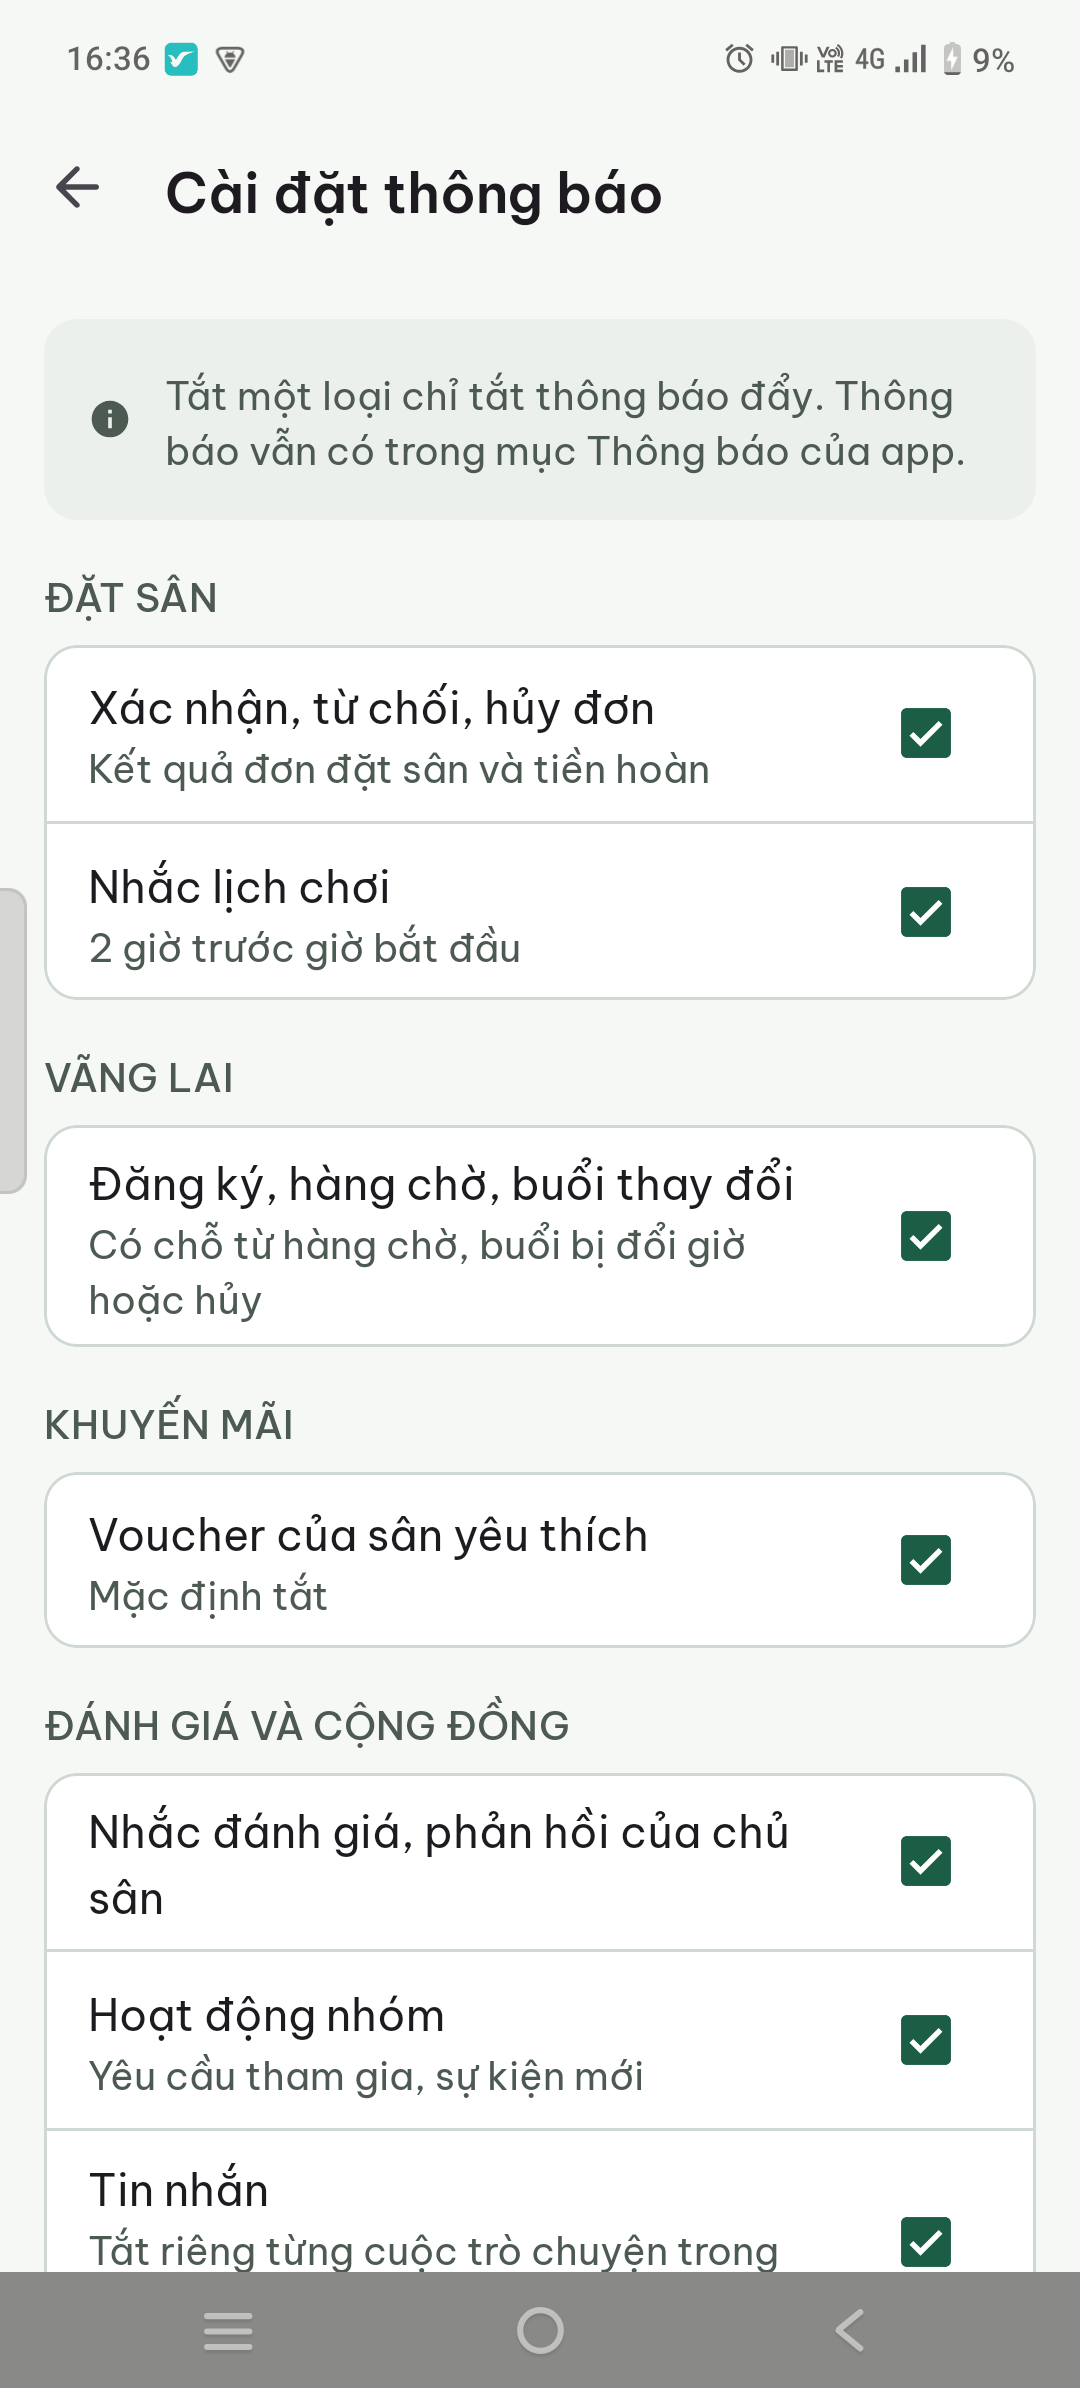 16:36
VoLTE 4G 9%
Cài đặt thông báo
Tắt một loại chỉ tắt thông báo đẩy. Thông
báo vẫn có trong mục Thông báo của app.
ĐẶT SÂN
Xác nhận, từ chối, hủy đơn
Kết quả đơn đặt sân và tiền hoàn
Nhắc lịch chơi
2 giờ trước giờ bắt đầu
VÃNG LAI
Đăng ký, hàng chờ, buổi thay đổi
Có chỗ từ hàng chờ, buổi bị đổi giờ
hoặc hủy
KHUYẾN MÃI
Voucher của sân yêu thích
Mặc định tắt
ĐÁNH GIÁ VÀ CỘNG ĐỒNG
Nhắc đánh giá, phản hồi của chủ
sân
Hoạt động nhóm
Yêu cầu tham gia, sự kiện mới
Tin nhắn
Tắt riêng từng cuộc trò chuyện trong